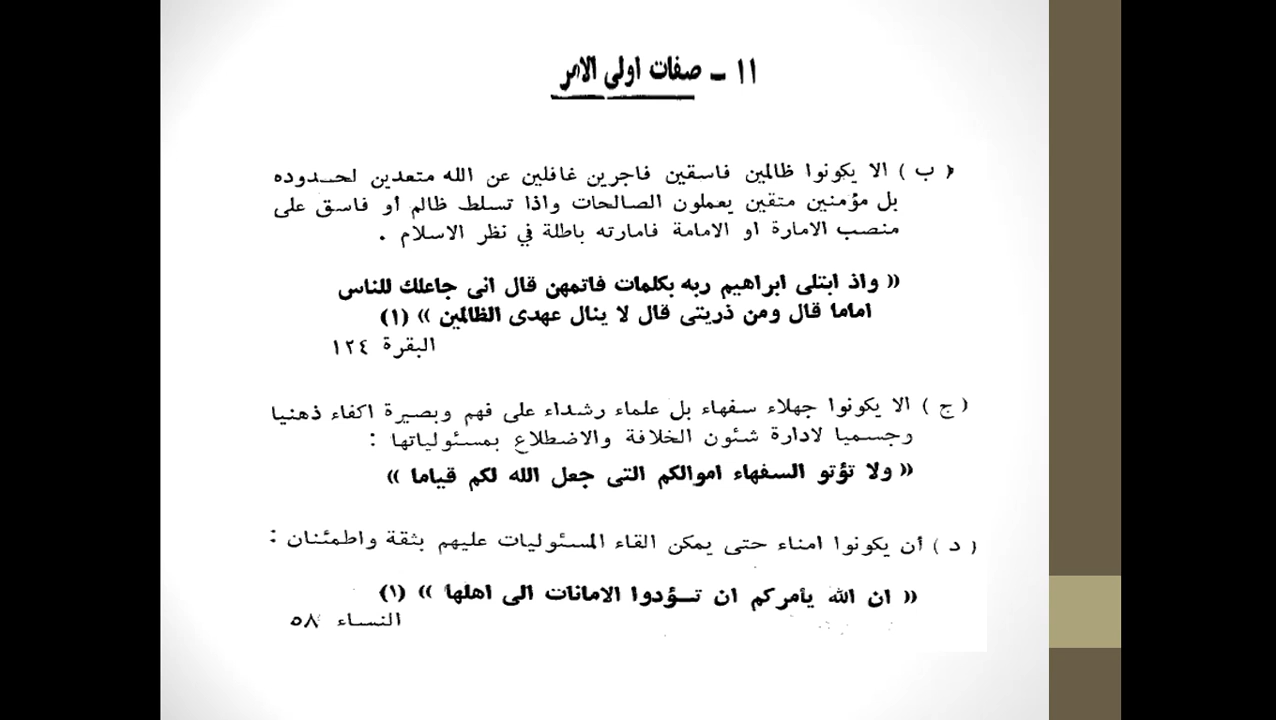 ١١ - صفات اولى الامر
(ب) الا يكونوا ظالمين فاسقين فاجرين غافلين عن الله متعدين لحدوده
بل مؤمنين متقين يعملون الصالحات واذا تسلط ظالم أو فاسق على
منصب الامارة او الامامة فامارته باطلة في نظر الاسلام .
« واذ ابتلى ابراهيم ربه بكلمات فاتمهن قال انى جاعلك للناس
اماما قال ومن ذريتى قال لا ينال عهدى الظالمين » (١)
البقرة ١٢٤
(ج) الا يكونوا جهلاء سفهاء بل علماء رشداء على فهم وبصيرة اكفاء ذهنيا
وجسميا لادارة شئون الخلافة والاضطلاع بمسئولياتها :
« ولا تؤتو السفهاء اموالكم التى جعل الله لكم قياما »
(د) أن يكونوا امناء حتى يمكن القاء المسئوليات عليهم بثقة واطمئنان :
« ان الله يأمركم ان تؤدوا الامانات الى اهلها » (١)
النساء ٥٨